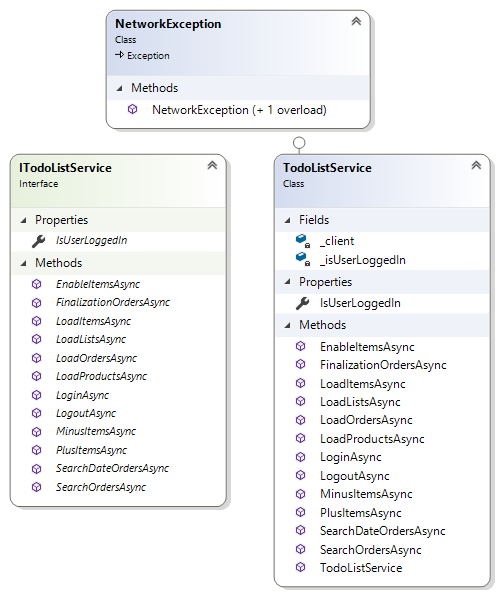 NetworkException
Class
Exception
Methods
NetworkException (+ 1 overload)
ITodoListService
Interface
Properties
IsUserLoggedIn
Methods
EnableItemsAsync
FinalizationOrdersAsync
LoadItemsAsync
LoadListsAsync
LoadOrdersAsync
LoadProductsAsync
LoginAsync
LogoutAsync
MinusItemsAsync
PlusItemsAsync
SearchDateOrdersAsync
SearchOrdersAsync
TodoListService
Class
Fields
_client
_isUserLoggedIn
Properties
IsUserLoggedIn
Methods
EnableItemsAsync
FinalizationOrdersAsync
LoadItemsAsync
LoadListsAsync
LoadOrdersAsync
LoadProductsAsync
LoginAsync
LogoutAsync
MinusItemsAsync
PlusItemsAsync
SearchDateOrdersAsync
SearchOrdersAsync
TodoListService